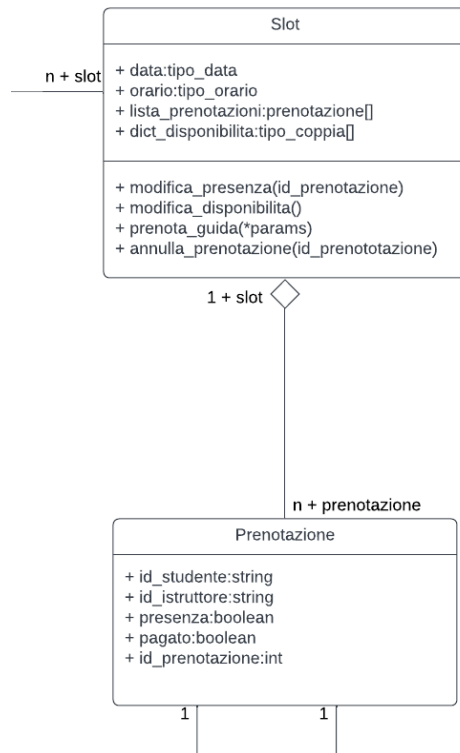 Slot
+ data:tipo_data
n + slot
+ orario:tipo_orario
+ lista_prenotazioni:prenotazione[]
+ dict_disponibilita:tipo_coppia[]
+ modifica_presenza(id_prenotazione)
+ modifica_disponibilita()
+ prenota_guida(*params)
+ annulla_prenotazione(id_prenototazione)
1 + slot
n + prenotazione
Prenotazione
+ id_studente:string
+ id_istruttore:string
+ presenza:boolean
+ pagato:boolean
+ id_prenotazione:int
1 1